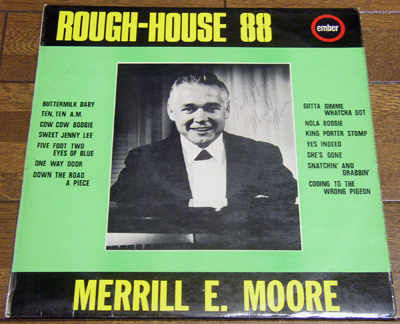 ROUGH-HOUSE 88
ember
BUTTERMILK BABY
TEN, TEN A.M.
COW COW BOOGIE
SWEET JENNY LEE
FIVE FOOT TWO
EYES OF BLUE
ONE WAY DOOR
DOWN THE ROAD
A PIECE
GOTTA GIMME
WHATCHA GOT
NOLA BOOGIE
KING PORTER STOMP
YES INDEED
SHE'S GONE
SNATCHIN' AND
GRABBIN'
COOING TO THE
WRONG PIGEON
MERRILL E. MOORE